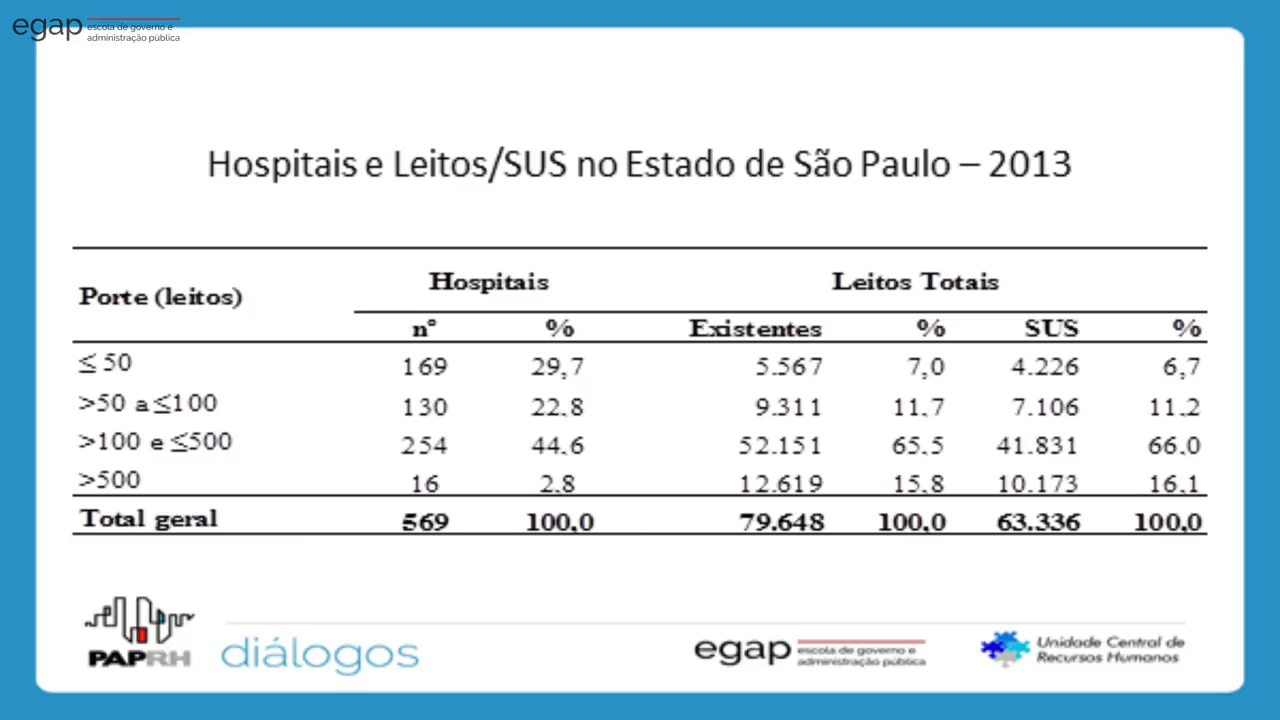 egap escola de governo e
administração pública
Hospitais e Leitos/SUS no Estado de São Paulo – 2013
Porte (leitos) Hospitais Leitos Totais
nº % Existentes % SUS %
≤ 50 169 29,7 5.567 7,0 4.226 6,7
>50 a ≤100 130 22,8 9.311 11,7 7.106 11,2
>100 e ≤500 254 44,6 52.151 65,5 41.831 66,0
>500 16 2,8 12.619 15,8 10.173 16,1
Total geral 569 100,0 79.648 100,0 63.336 100,0
PAPRH diálogos egap escola de governo e
administração pública
Unidade Central de
Recursos Humanos